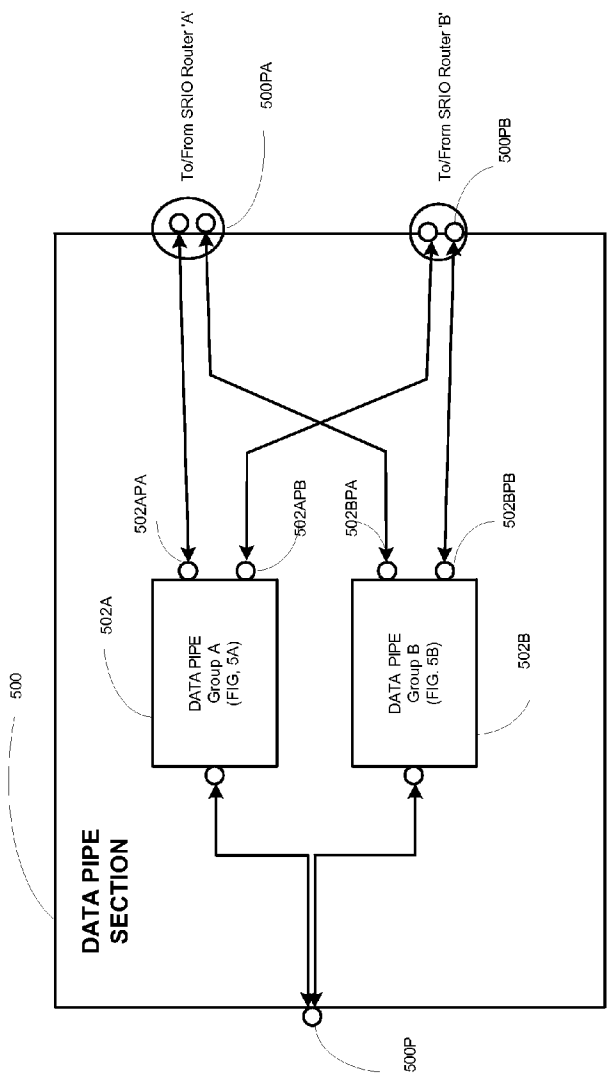 500
DATA PIPE
SECTION
502A
DATA PIPE
Group A
(FIG, 5A)
502APA
502APB
To/From SRIO Router 'A'
500PA
DATA PIPE
Group B
(FIG. 5B)
502BPA
502BPB
502B
To/From SRIO Router 'B'
500PB
500P